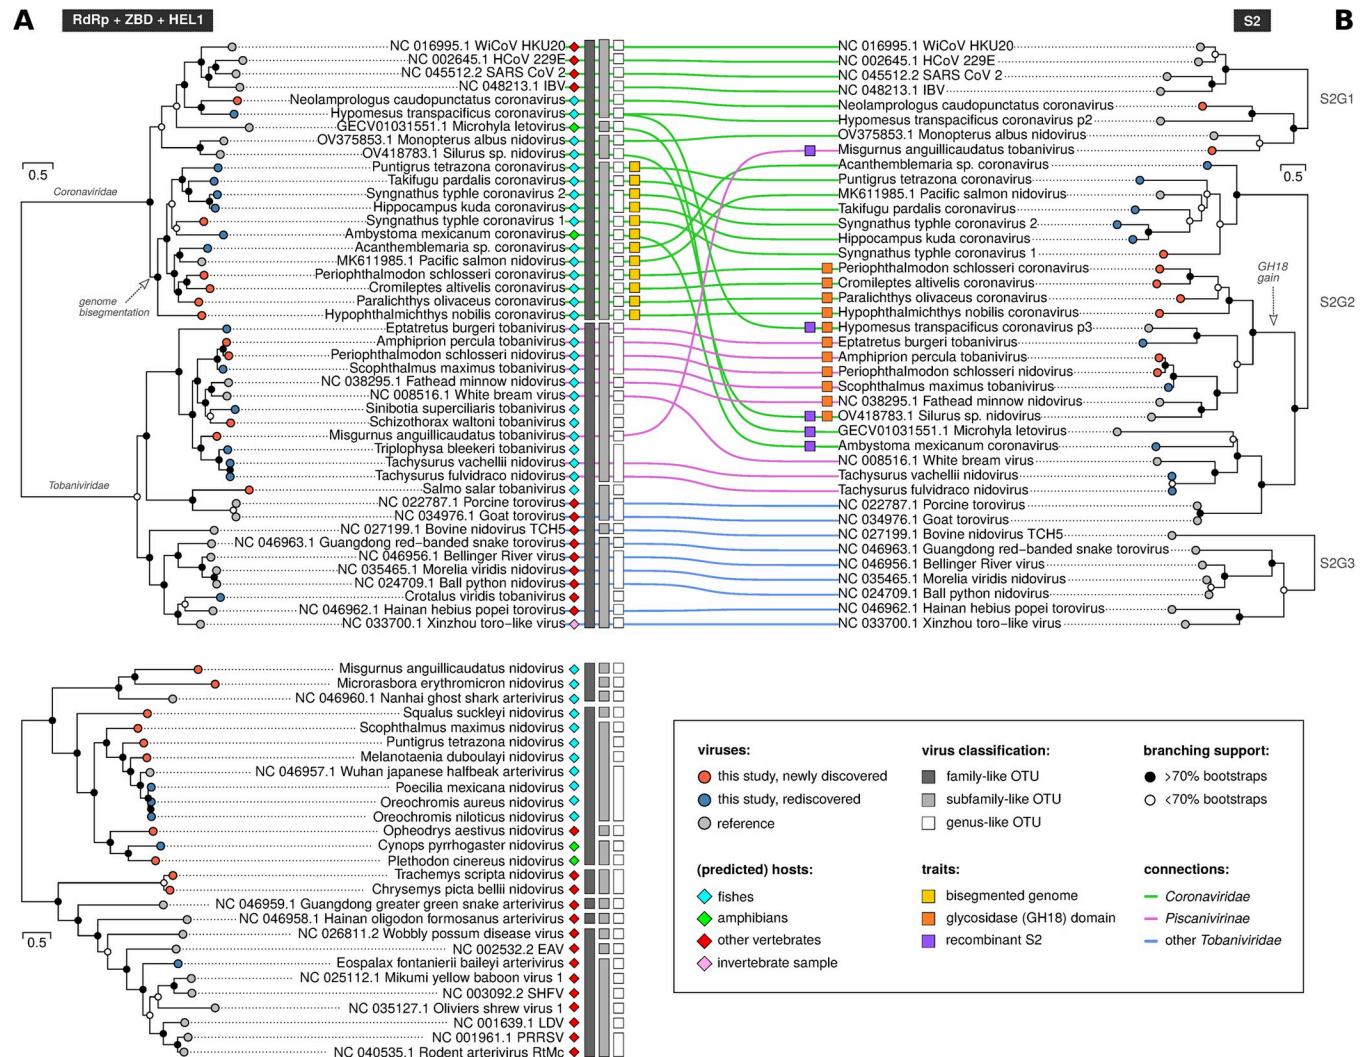 A
RdRp + ZBD + HEL1
S2
B
NC 016995.1 WiCoV HKU20
NC 002645.1 HCoV 229E
NC 045512.2 SARS CoV 2
NC 048213.1 IBV
Neolamprologus caudopunctatus coronavirus
Hypomesus transpacificus coronavirus
GECV01031551.1 Microhyla letovirus
OV375853.1 Monopterus albus nidovirus
OV418783.1 Silurus sp. nidovirus
Puntigrus tetrazona coronavirus
Takifugu pardalis coronavirus
Syngnathus typhle coronavirus 2
Hippocampus kuda coronavirus
Syngnathus typhle coronavirus 1
Ambystoma mexicanum coronavirus
Acanthemblemaria sp. coronavirus
MK611985.1 Pacific salmon nidovirus
Periophthalmodon schlosseri coronavirus
Cromileptes altivelis coronavirus
Paralichthys olivaceus coronavirus
Hypophthalmichthys nobilis coronavirus
Eptatretus burgeri tobanivirus
Amphiprion percula tobanivirus
Periophthalmodon schlosseri nidovirus
Scophthalmus maximus tobanivirus
NC 038295.1 Fathead minnow nidovirus
NC 008516.1 White bream virus
Sinibotia superciliaris tobanivirus
Schizothorax waltoni tobanivirus
Misgurnus anguillicaudatus tobanivirus
Triplophysa bleekeri tobanivirus
Tachysurus vachellii nidovirus
Tachysurus fulvidraco nidovirus
Salmo salar tobanivirus
NC 022787.1 Porcine torovirus
NC 034976.1 Goat torovirus
NC 027199.1 Bovine nidovirus TCH5
NC 046963.1 Guangdong red−banded snake torovirus
NC 046956.1 Bellinger River virus
NC 035465.1 Morelia viridis nidovirus
NC 024709.1 Ball python nidovirus
Crotalus viridis tobanivirus
NC 046962.1 Hainan hebius popei torovirus
NC 033700.1 Xinzhou toro−like virus
0.5
Coronaviridae
genome
bisegmentation
Tobaniviridae
NC 016995.1 WiCoV HKU20
NC 002645.1 HCoV 229E
NC 045512.2 SARS CoV 2
NC 048213.1 IBV
Neolamprologus caudopunctatus coronavirus
Hypomesus transpacificus coronavirus p2
OV375853.1 Monopterus albus nidovirus
Misgurnus anguillicaudatus tobanivirus
Acanthemblemaria sp. coronavirus
Puntigrus tetrazona coronavirus
MK611985.1 Pacific salmon nidovirus
Takifugu pardalis coronavirus
Syngnathus typhle coronavirus 2
Hippocampus kuda coronavirus
Syngnathus typhle coronavirus 1
Periophthalmodon schlosseri coronavirus
Cromileptes altivelis coronavirus
Paralichthys olivaceus coronavirus
Hypophthalmichthys nobilis coronavirus
Hypomesus transpacificus coronavirus p3
Eptatretus burgeri tobanivirus
Amphiprion percula tobanivirus
Periophthalmodon schlosseri nidovirus
Scophthalmus maximus tobanivirus
NC 038295.1 Fathead minnow nidovirus
OV418783.1 Silurus sp. nidovirus
GECV01031551.1 Microhyla letovirus
Ambystoma mexicanum coronavirus
NC 008516.1 White bream virus
Tachysurus vachellii nidovirus
Tachysurus fulvidraco nidovirus
NC 022787.1 Porcine torovirus
NC 034976.1 Goat torovirus
NC 027199.1 Bovine nidovirus TCH5
NC 046963.1 Guangdong red−banded snake torovirus
NC 046956.1 Bellinger River virus
NC 035465.1 Morelia viridis nidovirus
NC 024709.1 Ball python nidovirus
NC 046962.1 Hainan hebius popei torovirus
NC 033700.1 Xinzhou toro−like virus
S2G1
0.5
GH18
gain
S2G2
S2G3
Misgurnus anguillicaudatus nidovirus
Microrasbora erythromicron nidovirus
NC 046960.1 Nanhai ghost shark arterivirus
Squalus suckleyi nidovirus
Scophthalmus maximus nidovirus
Puntigrus tetrazona nidovirus
Melanotaenia duboulayi nidovirus
NC 046957.1 Wuhan japanese halfbeak arterivirus
Poecilia mexicana nidovirus
Oreochromis aureus nidovirus
Oreochromis niloticus nidovirus
Opheodrys aestivus nidovirus
Cynops pyrrhogaster nidovirus
Plethodon cinereus nidovirus
Trachemys scripta nidovirus
Chrysemys picta bellii nidovirus
NC 046959.1 Guangdong greater green snake arterivirus
NC 046958.1 Hainan oligodon formosanus arterivirus
NC 026811.2 Wobbly possum disease virus
NC 002532.2 EAV
Eospalax fontanierii baileyi arterivirus
NC 025112.1 Mikumi yellow baboon virus 1
NC 003092.2 SHFV
NC 035127.1 Oliviers shrew virus 1
NC 001639.1 LDV
NC 001961.1 PRRSV
NC 040535.1 Rodent arterivirus RtMc
0.5
viruses:
this study, newly discovered
this study, rediscovered
reference
virus classification:
family-like OTU
subfamily-like OTU
genus-like OTU
branching support:
>70% bootstraps
<70% bootstraps
(predicted) hosts:
fishes
amphibians
other vertebrates
invertebrate sample
traits:
bisegmented genome
glycosidase (GH18) domain
recombinant S2
connections:
Coronaviridae
Piscanivirinae
other Tobaniviridae